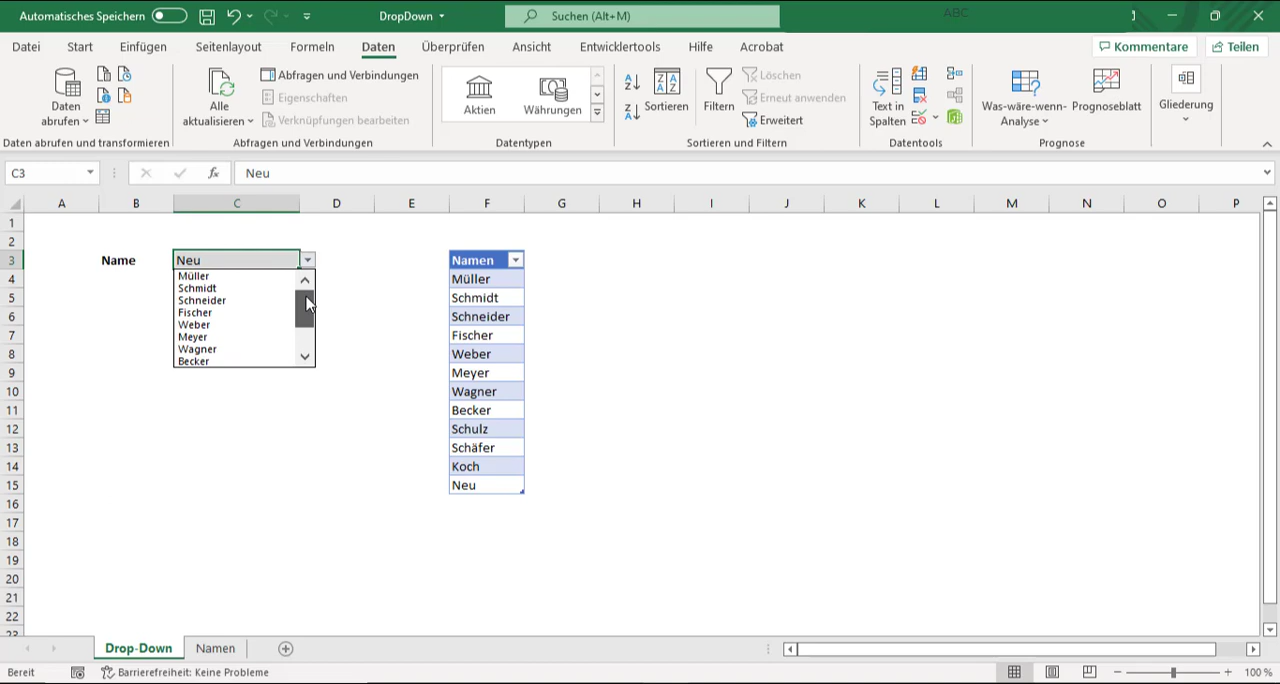 Automatisches Speichern
DropDown
Suchen (Alt+M)
ABC
Datei Start Einfügen Seitenlayout Formeln Daten Überprüfen Ansicht Entwicklertools Hilfe Acrobat
Kommentare Teilen
Daten abrufen
Alle aktualisieren
Abfragen und Verbindungen
Eigenschaften
Verknüpfungen bearbeiten
Aktien Währungen
Sortieren
Filtern
Löschen
Erneut anwenden
Erweitert
Text in Spalten
Was-wäre-wenn-Analyse
Prognoseblatt
Gliederung
Daten abrufen und transformieren Abfragen und Verbindungen Datentypen Sortieren und Filtern Datentools Prognose
C3 fx Neu
A B C D E F G H I J K L M N O P
1
2
3 Name Neu Namen
Müller
Schmidt
Schneider
Fischer
Weber
Meyer
Wagner
Becker
4 Müller
5 Schmidt
6 Schneider
7 Fischer
8 Weber
9 Meyer
10 Wagner
11 Becker
12 Schulz
13 Schäfer
14 Koch
15 Neu
16
17
18
19
20
21
22
23
Drop-Down Namen
Bereit Barrierefreiheit: Keine Probleme 100 %